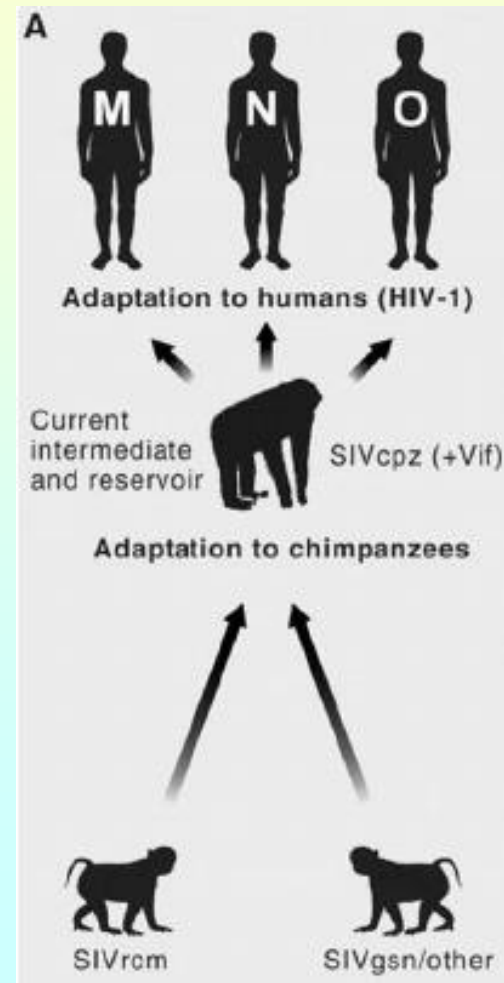 A
M N O
Adaptation to humans (HIV-1)
Current
intermediate
and reservoir
SIVcpz (+Vif)
Adaptation to chimpanzees
SIVrcm
SIVgsn/other